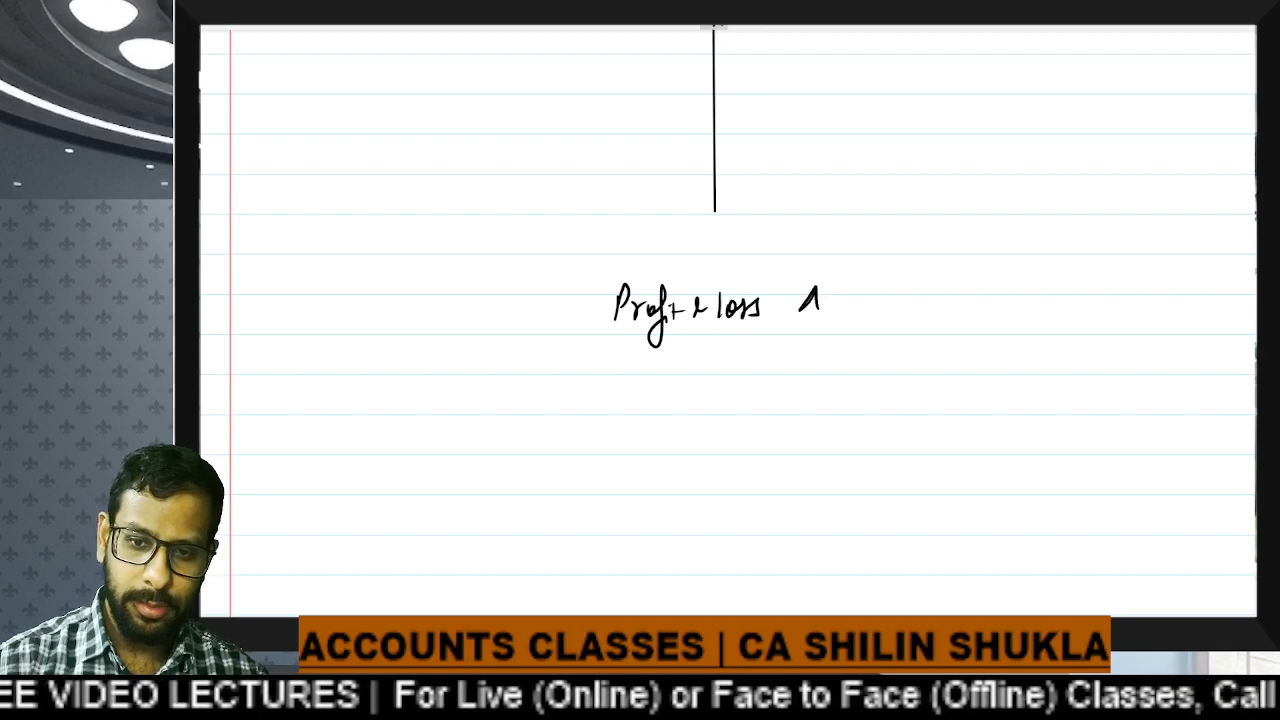 Profit & loss A
ACCOUNTS CLASSES | CA SHILIN SHUKLA
EE VIDEO LECTURES | For Live (Online) or Face to Face (Offline) Classes, Call